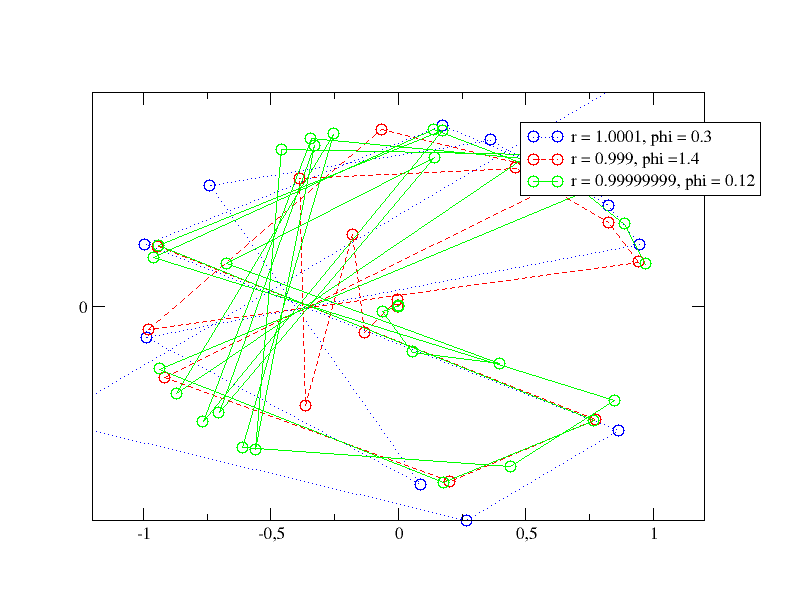 r = 1.0001, phi = 0.3
r = 0.999, phi =1.4
r = 0.99999999, phi = 0.12
0
-1
-0,5
0
0,5
1